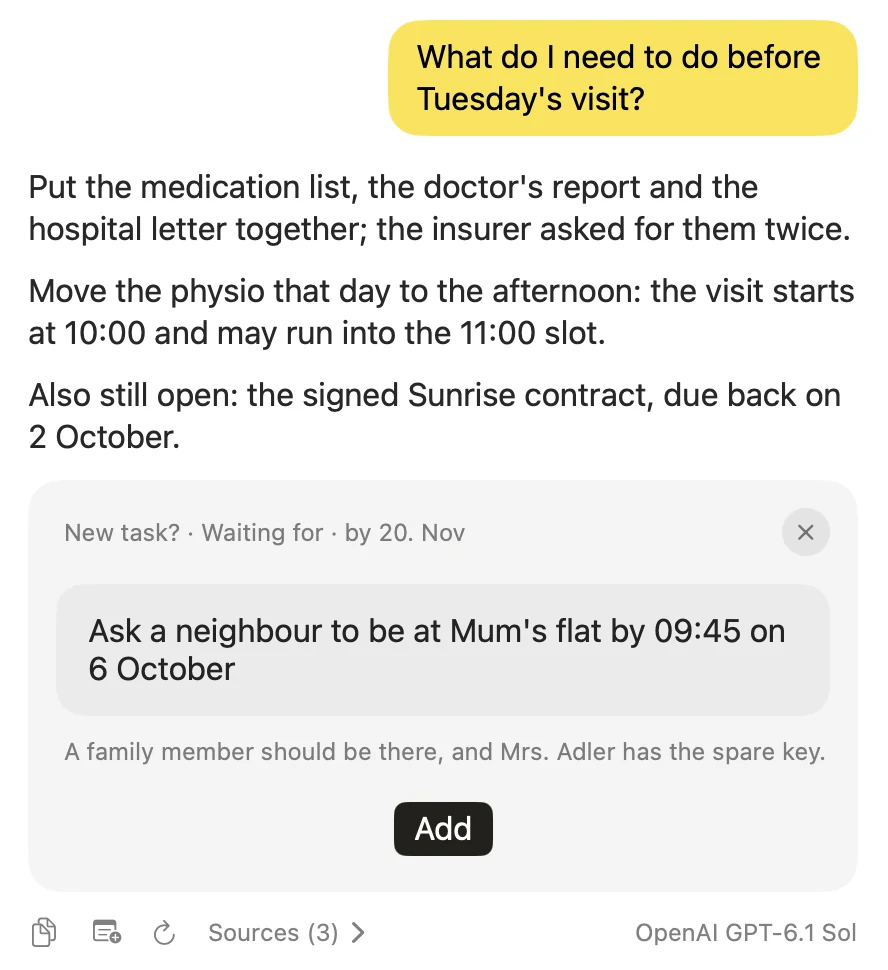 What do I need to do before
Tuesday's visit?
Put the medication list, the doctor's report and the
hospital letter together; the insurer asked for them twice.
Move the physio that day to the afternoon: the visit starts
at 10:00 and may run into the 11:00 slot.
Also still open: the signed Sunrise contract, due back on
2 October.
New task? · Waiting for · by 20. Nov
Ask a neighbour to be at Mum's flat by 09:45 on
6 October
A family member should be there, and Mrs. Adler has the spare key.
Add
Sources (3)
OpenAI GPT-6.1 Sol